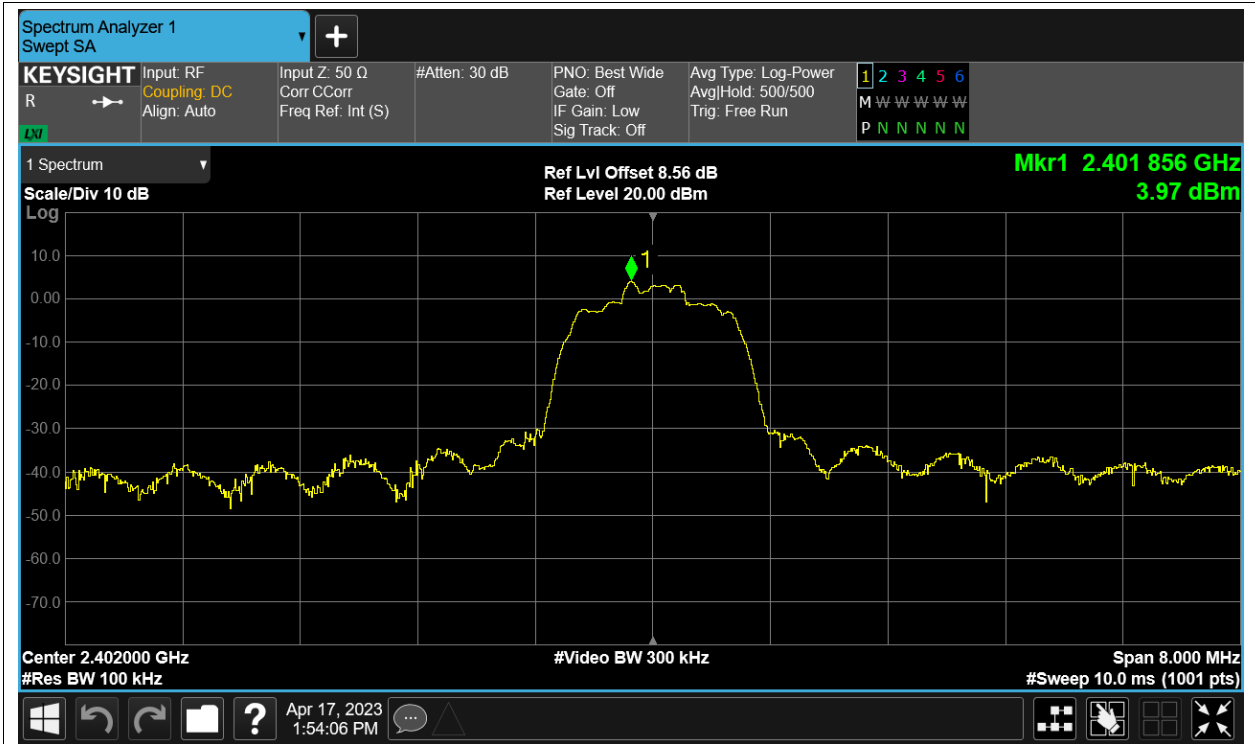 Spectrum Analyzer 1
Swept SA
+
KEYSIGHT
R
LXI
Input: RF
Coupling: DC
Align: Auto
Input Z: 50 Ω
Corr CCorr
Freq Ref: Int (S)
#Atten: 30 dB
PNO: Best Wide
Gate: Off
IF Gain: Low
Sig Track: Off
Avg Type: Log-Power
Avg|Hold: 500/500
Trig: Free Run
1 2 3 4 5 6
M W W W W W
P N N N N N
1 Spectrum
Scale/Div 10 dB
Log
Ref Lvl Offset 8.56 dB
Ref Level 20.00 dBm
Mkr1 2.401 856 GHz
3.97 dBm
1
10.0
0.00
-10.0
-20.0
-30.0
-40.0
-50.0
-60.0
-70.0
Center 2.402000 GHz
#Res BW 100 kHz
#Video BW 300 kHz
Span 8.000 MHz
#Sweep 10.0 ms (1001 pts)
?
Apr 17, 2023
1:54:06 PM